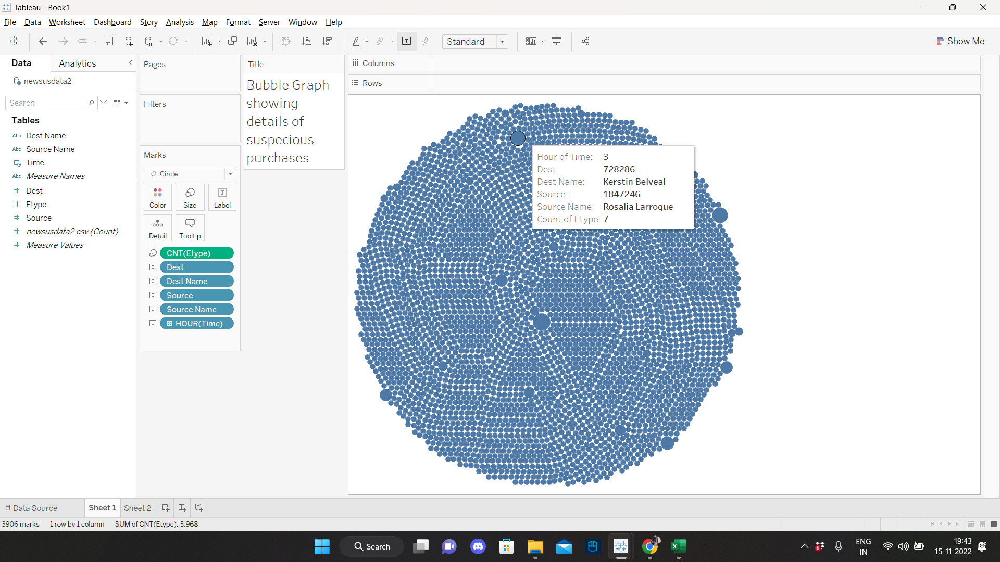 Tableau - Book1
File Data Worksheet Dashboard Story Analysis Map Format Server Window Help
Standard
Show Me
Data Analytics
newsusdata2
Search
Tables
Abc Dest Name
Abc Source Name
Time
Abc Measure Names
# Dest
# Etype
# Source
# newsusdata2.csv (Count)
# Measure Values
Pages
Filters
Marks
Circle
Color Size Label
Detail Tooltip
CNT(Etype)
Dest
Dest Name
Source
Source Name
HOUR(Time)
Title
Bubble Graph
showing
details of
suspecious
purchases
Columns
Rows
Hour of Time: 3
Dest: 728286
Dest Name: Kerstin Belveal
Source: 1847246
Source Name: Rosalia Larroque
Count of Etype: 7
Data Source Sheet 1 Sheet 2
3906 marks 1 row by 1 column SUM of CNT(Etype): 3,968
Search
ENG
IN
19:43
15-11-2022